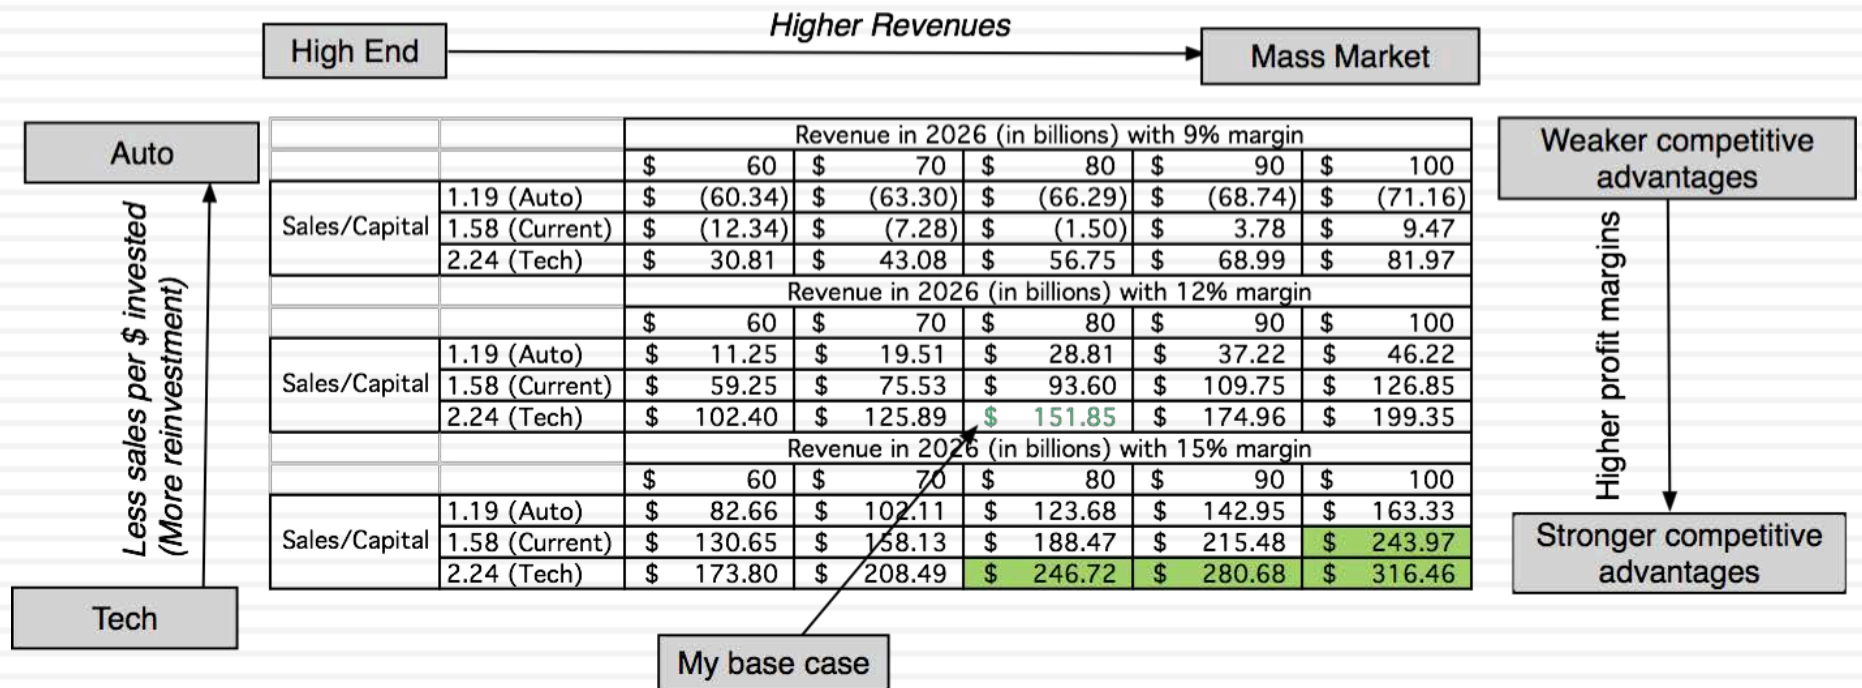 Higher Revenues
High End
Mass Market
Auto
Less sales per $ invested
(More reinvestment)
Tech
Revenue in 2026 (in billions) with 9% margin
$ 60 $ 70 $ 80 $ 90 $ 100
Sales/Capital
1.19 (Auto) $ (60.34) $ (63.30) $ (66.29) $ (68.74) $ (71.16)
1.58 (Current) $ (12.34) $ (7.28) $ (1.50) $ 3.78 $ 9.47
2.24 (Tech) $ 30.81 $ 43.08 $ 56.75 $ 68.99 $ 81.97
Revenue in 2026 (in billions) with 12% margin
$ 60 $ 70 $ 80 $ 90 $ 100
Sales/Capital
1.19 (Auto) $ 11.25 $ 19.51 $ 28.81 $ 37.22 $ 46.22
1.58 (Current) $ 59.25 $ 75.53 $ 93.60 $ 109.75 $ 126.85
2.24 (Tech) $ 102.40 $ 125.89 $ 151.85 $ 174.96 $ 199.35
Revenue in 2026 (in billions) with 15% margin
$ 60 $ 70 $ 80 $ 90 $ 100
Sales/Capital
1.19 (Auto) $ 82.66 $ 102.11 $ 123.68 $ 142.95 $ 163.33
1.58 (Current) $ 130.65 $ 158.13 $ 188.47 $ 215.48 $ 243.97
2.24 (Tech) $ 173.80 $ 208.49 $ 246.72 $ 280.68 $ 316.46
Weaker competitive
advantages
Higher profit margins
Stronger competitive
advantages
My base case